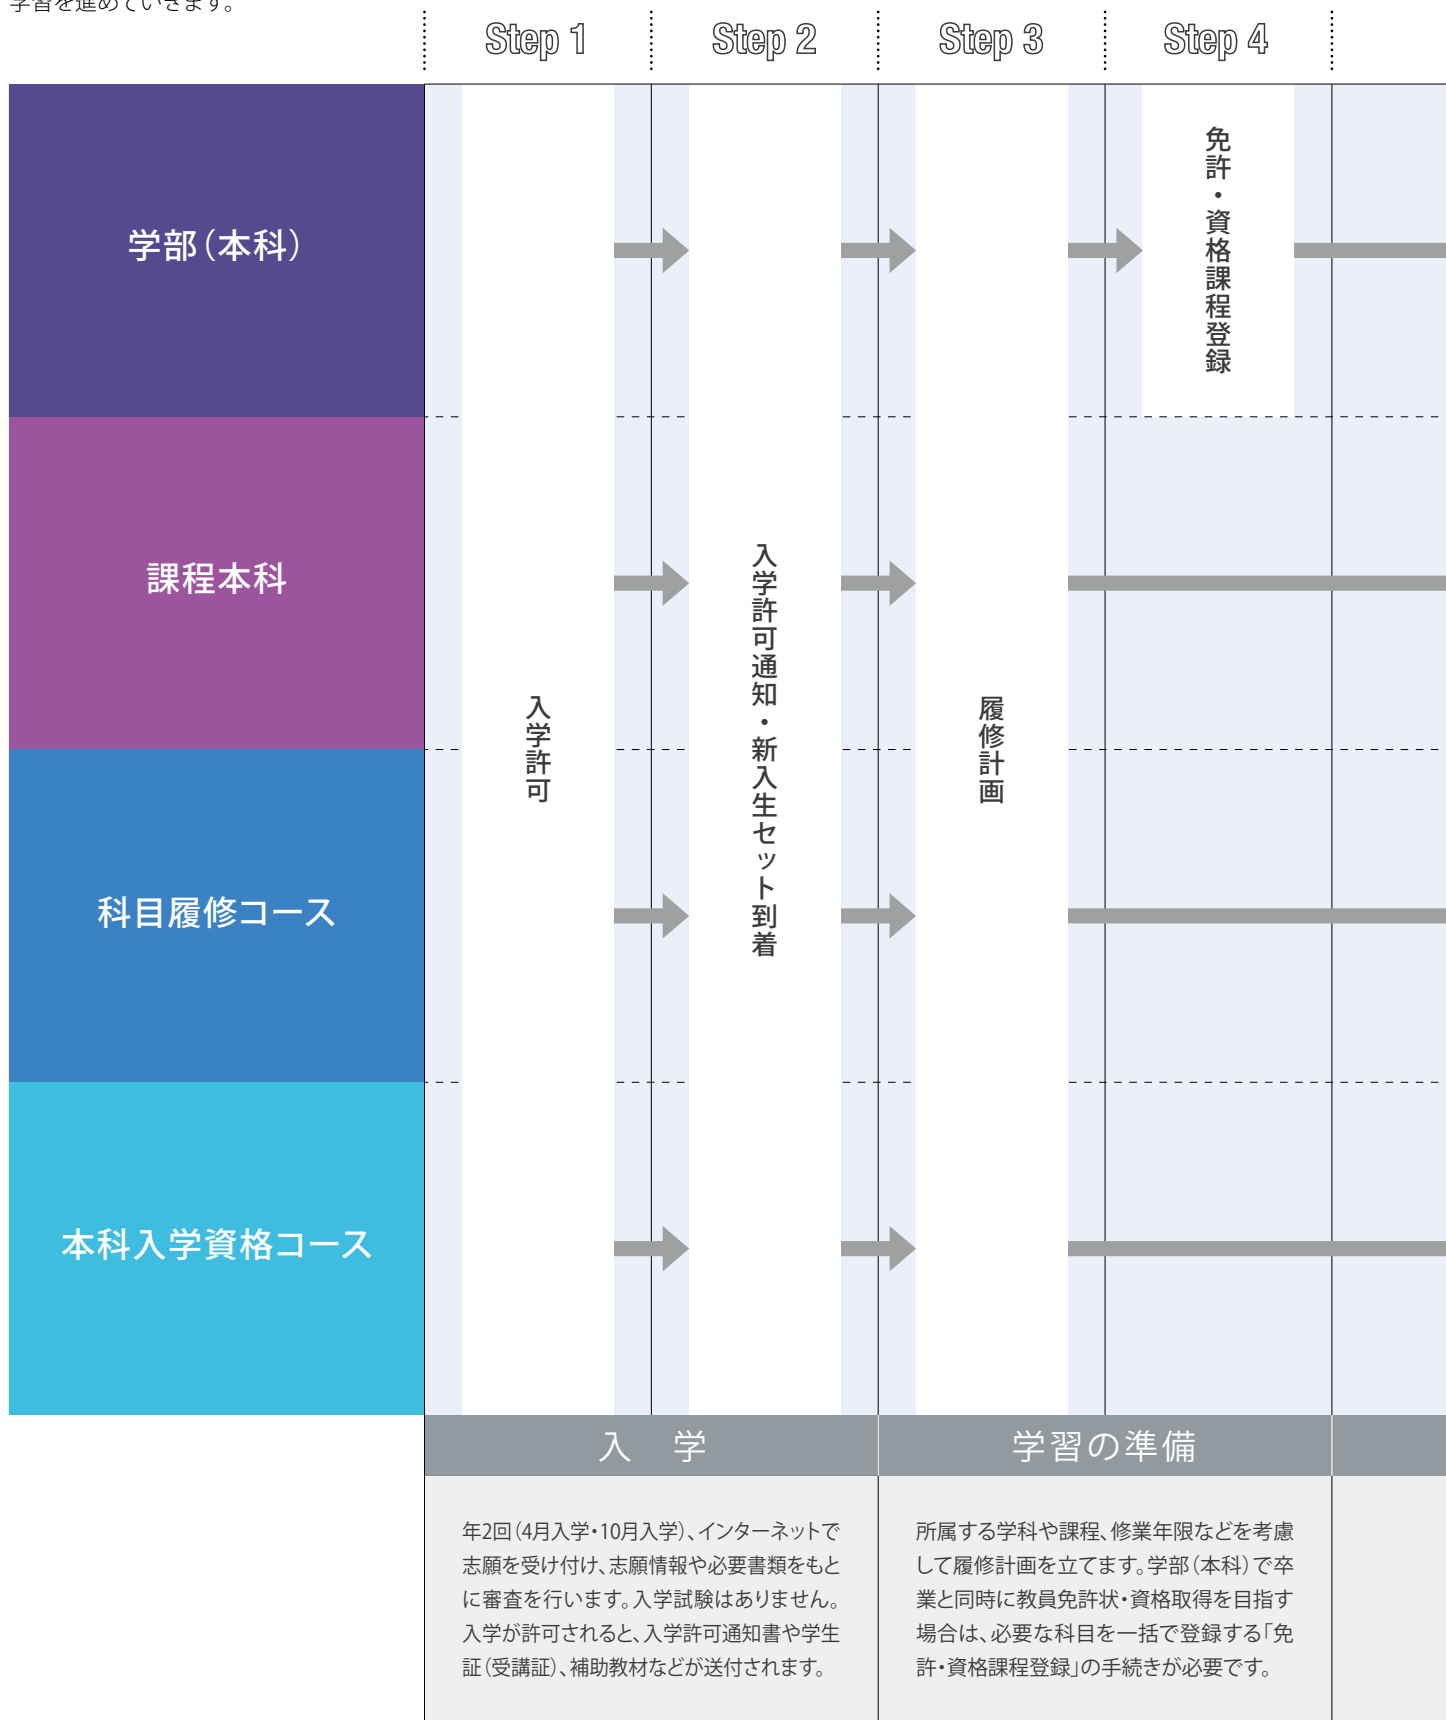 学習を進めていきます。
Step 1
Step 2
Step 3
Step 4
学部（本科）
課程本科
科目履修コース
本科入学資格コース
入学許可
入学許可通知・新入生セット到着
履修計画
免許・資格課程登録
入　学
学習の準備
年2回（4月入学・10月入学）、インターネットで
志願を受け付け、志願情報や必要書類をもと
に審査を行います。入学試験はありません。
入学が許可されると、入学許可通知書や学生
証（受講証）、補助教材などが送付されます。
所属する学科や課程、修業年限などを考慮
して履修計画を立てます。学部（本科）で卒
業と同時に教員免許状・資格取得を目指す
場合は、必要な科目を一括で登録する「免
許・資格課程登録」の手続きが必要です。